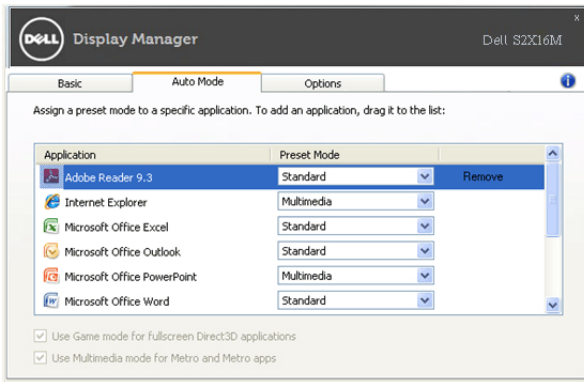 DELL Display Manager Dell S2X16M
x
Basic Auto Mode Options i
Assign a preset mode to a specific application. To add an application, drag it to the list:
Application Preset Mode
Adobe Reader 9.3 Standard Remove
Internet Explorer Multimedia
Microsoft Office Excel Standard
Microsoft Office Outlook Standard
Microsoft Office PowerPoint Multimedia
Microsoft Office Word Standard
Use Game mode for fullscreen Direct3D applications
Use Multimedia mode for Metro and Metro apps